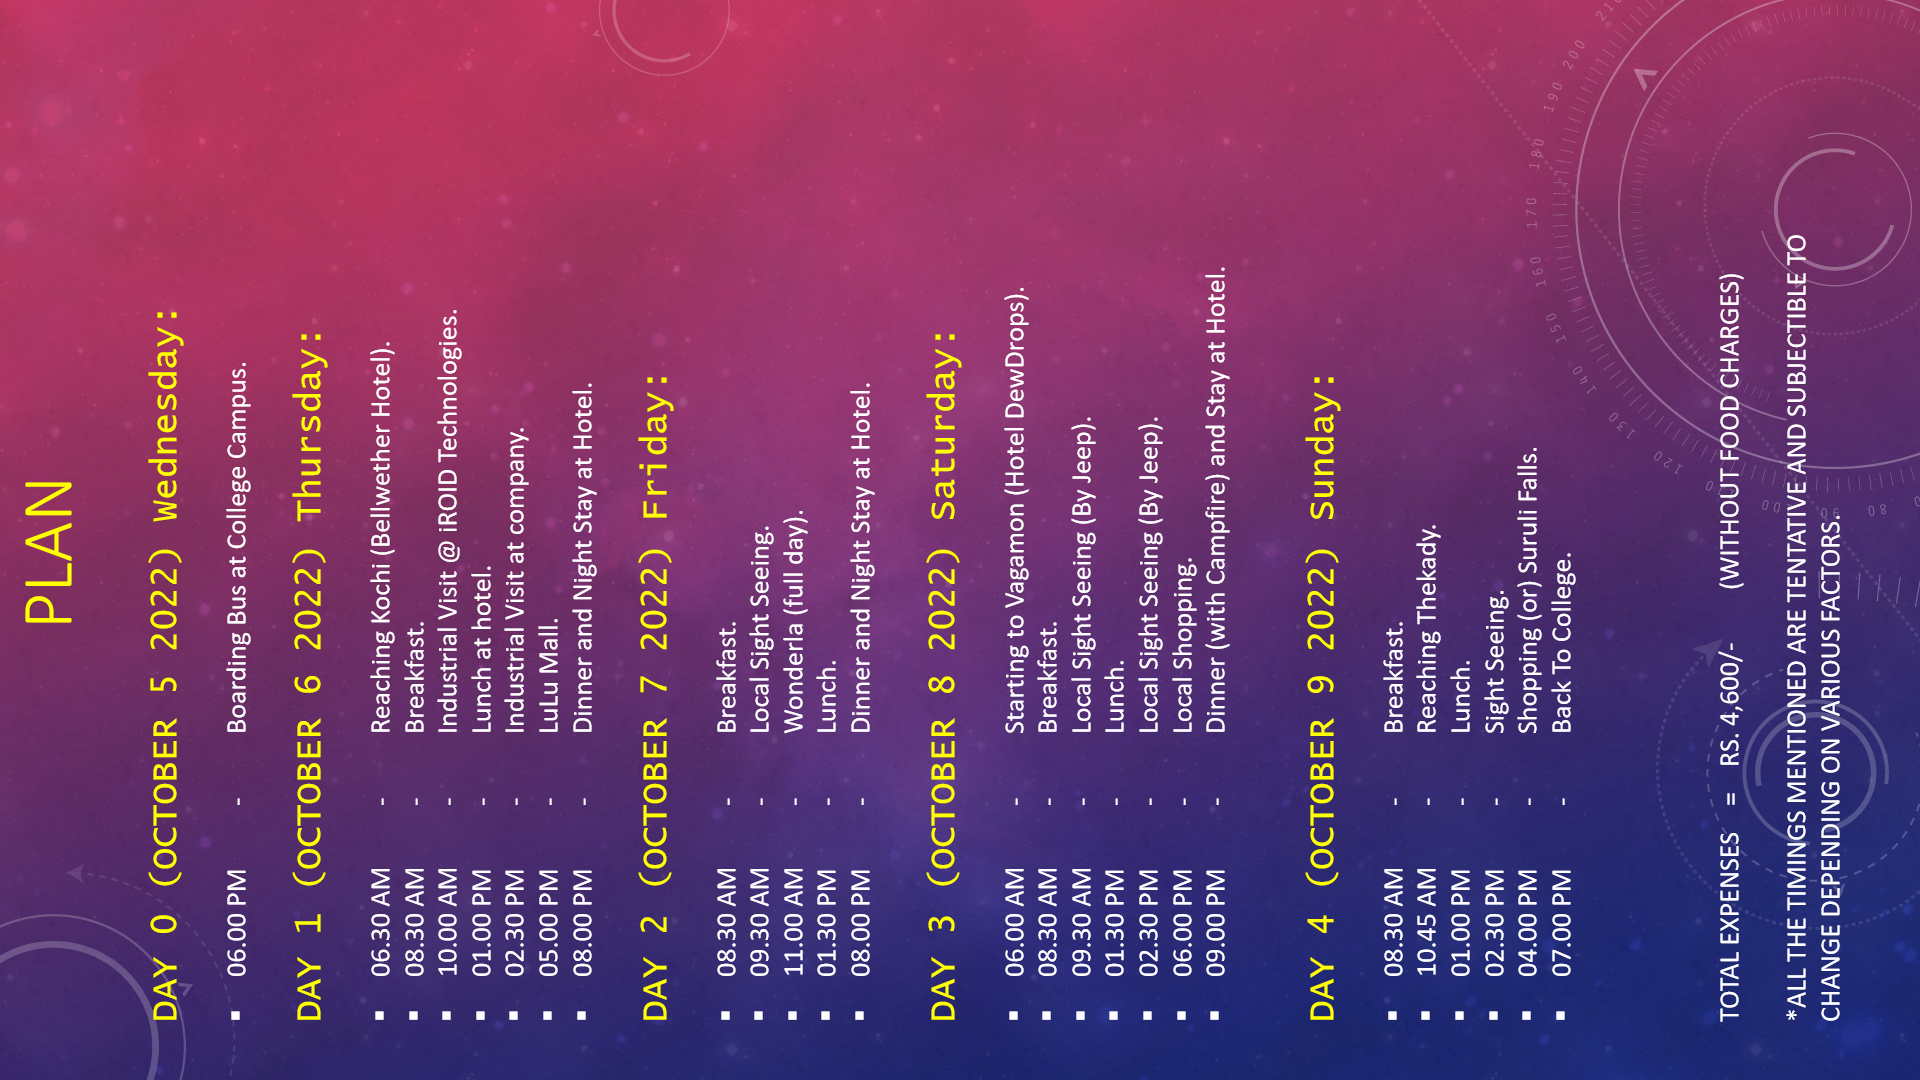 PLAN
DAY 0 (OCTOBER 5 2022) Wednesday:
▪ 06.00 PM - Boarding Bus at College Campus.
DAY 1 (OCTOBER 6 2022) Thursday:
▪ 06.30 AM - Reaching Kochi (Bellwether Hotel).
▪ 08.30 AM - Breakfast.
▪ 10.00 AM - Industrial Visit @ iROID Technologies.
▪ 01.00 PM - Lunch at hotel.
▪ 02.30 PM - Industrial Visit at company.
▪ 05.00 PM - LuLu Mall.
▪ 08.00 PM - Dinner and Night Stay at Hotel.
DAY 2 (OCTOBER 7 2022) Friday:
▪ 08.30 AM - Breakfast.
▪ 09.30 AM - Local Sight Seeing.
▪ 11.00 AM - Wonderla (full day).
▪ 01.30 PM - Lunch.
▪ 08.00 PM - Dinner and Night Stay at Hotel.
DAY 3 (OCTOBER 8 2022) Saturday:
▪ 06.00 AM - Starting to Vagamon (Hotel DewDrops).
▪ 08.30 AM - Breakfast.
▪ 09.30 AM - Local Sight Seeing (By Jeep).
▪ 01.30 PM - Lunch.
▪ 02.30 PM - Local Sight Seeing (By Jeep).
▪ 06.00 PM - Local Shopping.
▪ 09.00 PM - Dinner (with Campfire) and Stay at Hotel.
DAY 4 (OCTOBER 9 2022) Sunday:
▪ 08.30 AM - Breakfast.
▪ 10.45 AM - Reaching Thekady.
▪ 01.00 PM - Lunch.
▪ 02.30 PM - Sight Seeing.
▪ 04.00 PM - Shopping (or) Suruli Falls.
▪ 07.00 PM - Back To College.
TOTAL EXPENSES = RS. 4,600/- (WITHOUT FOOD CHARGES)
*ALL THE TIMINGS MENTIONED ARE TENTATIVE AND SUBJECTIBLE TO
CHANGE DEPENDING ON VARIOUS FACTORS.